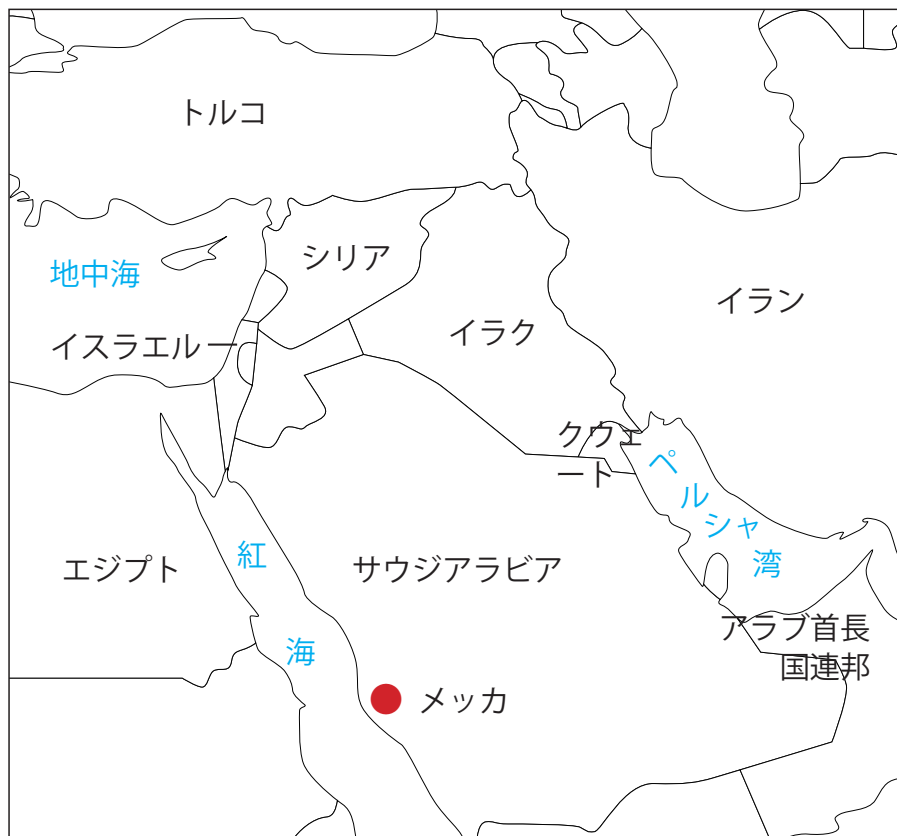 トルコ
シリア
地中海
イラン
イラク
イスラエル
クウェ
ート
ペルシャ湾
紅海
エジプト
サウジアラビア
アラブ首長
国連邦
メッカ